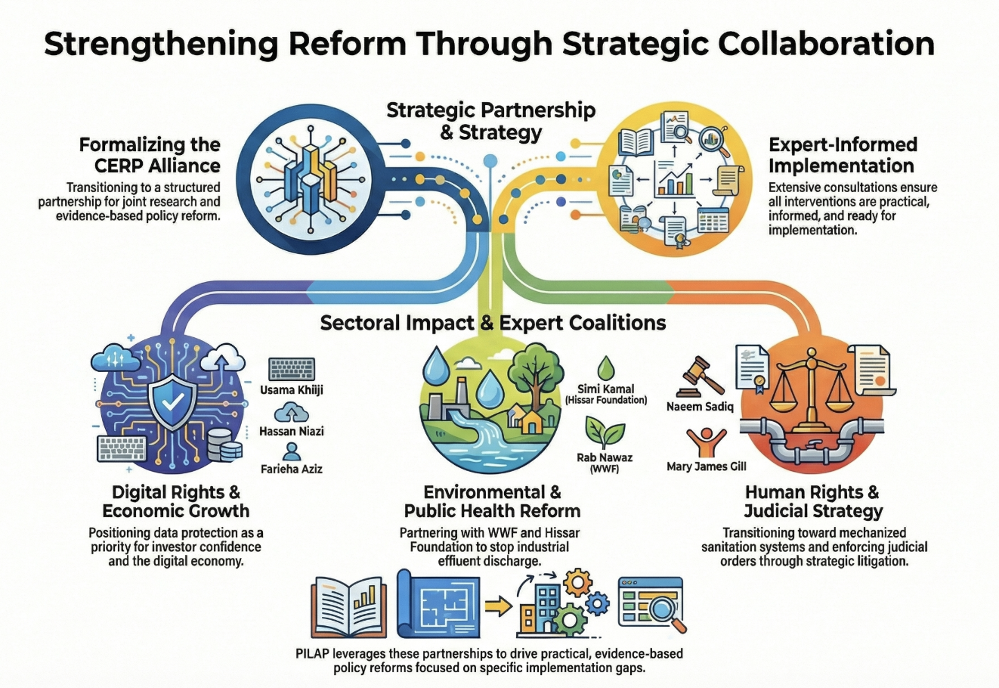 Strengthening Reform Through Strategic Collaboration
Strategic Partnership
& Strategy
Formalizing the
CERP Alliance
Transitioning to a structured
partnership for joint research and
evidence-based policy reform.
Expert-Informed
Implementation
Extensive consultations ensure
all interventions are practical,
informed, and ready for
implementation.
Sectoral Impact & Expert Coalitions
Usama Khilji
Hassan Niazi
Farieha Aziz
Digital Rights &
Economic Growth
Positioning data protection as a
priority for investor confidence
and the digital economy.
Simi Kamal
(Hissar Foundation)
Rab Nawaz
(WWF)
Environmental &
Public Health Reform
Partnering with WWF and Hissar
Foundation to stop industrial
effluent discharge.
Naeem Sadiq
Mary James Gill
Human Rights &
Judicial Strategy
Transitioning toward mechanized
sanitation systems and enforcing judicial
orders through strategic litigation.
PILAP leverages these partnerships to drive practical, evidence-based
policy reforms focused on specific implementation gaps.